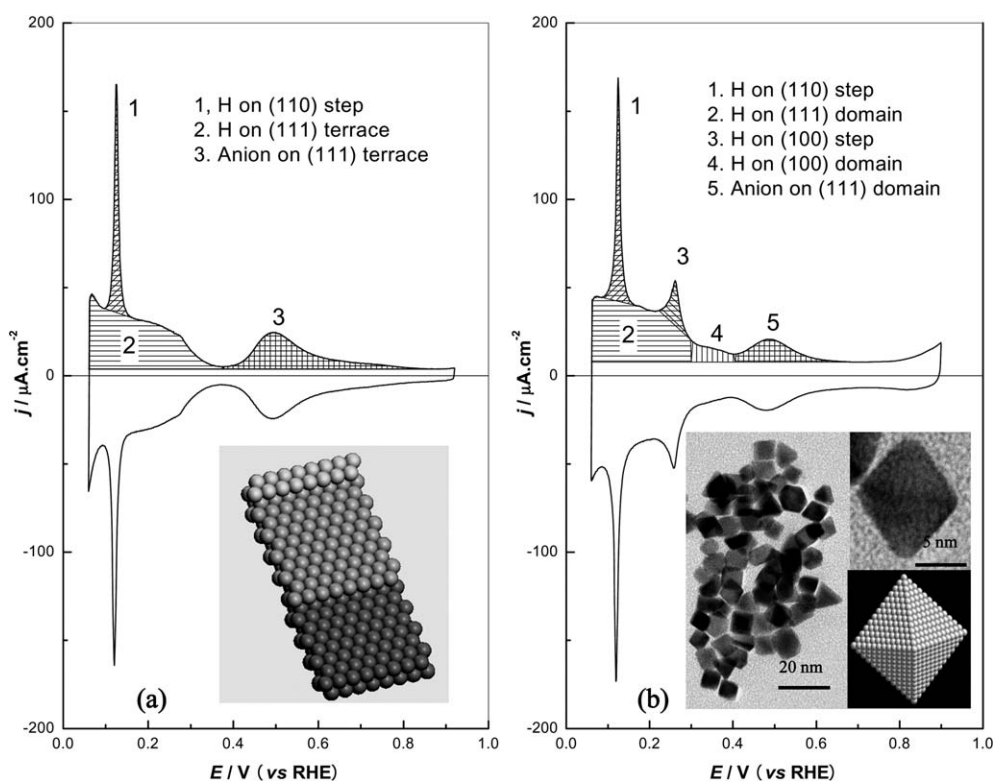 200
100
0
-100
-200
j / μA.cm-2
0.0 0.2 0.4 0.6 0.8 1.0
E / V ( vs RHE)
1
2
3
1, H on (110) step
2. H on (111) terrace
3. Anion on (111) terrace
(a)
200
100
0
-100
-200
j / μA.cm-2
0.0 0.2 0.4 0.6 0.8 1.0
E / V ( vs RHE)
1
2
3
4
5
1. H on (110) step
2. H on (111) domain
3. H on (100) step
4. H on (100) domain
5. Anion on (111) domain
(b)
20 nm
5 nm